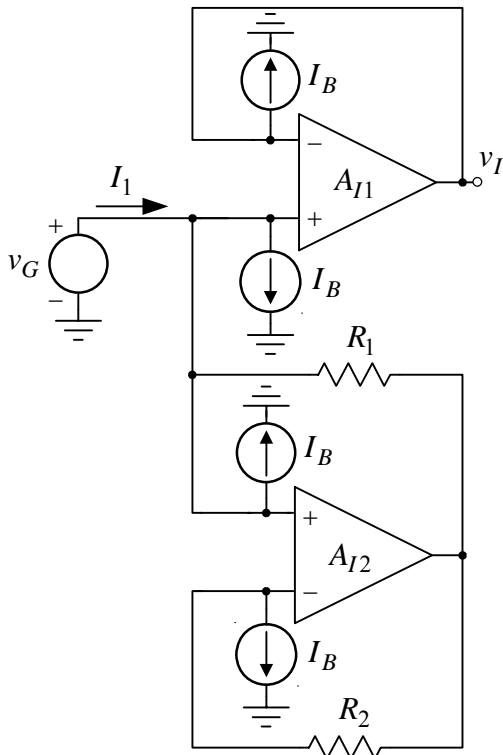 I_B
−
A_{I1}
v_I
I_1
+
+
v_G
−
I_B
R_1
I_B
+
A_{I2}
−
I_B
R_2